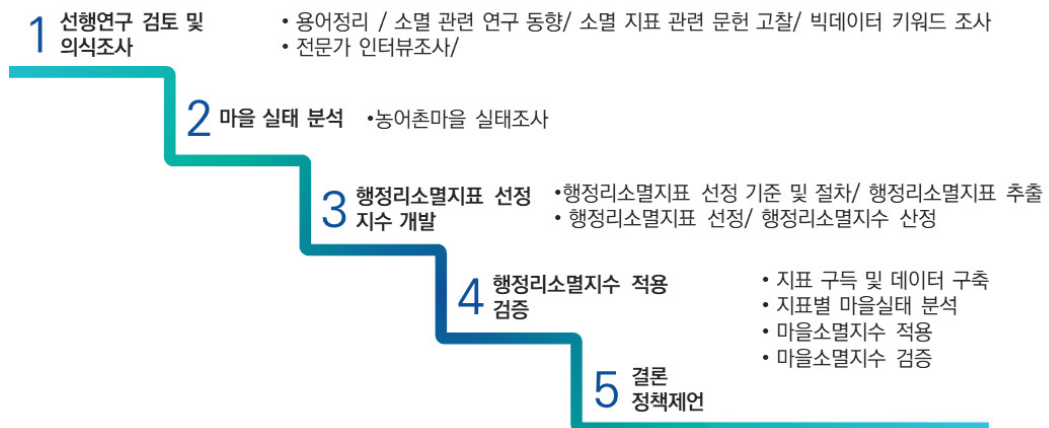 1 선행연구 검토 및 • 용어정리 / 소멸 관련 연구 동향/ 소멸 지표 관련 문헌 고찰/ 빅데이터 키워드 조사
의식조사 • 전문가 인터뷰조사/
2 마을 실태 분석 •농어촌마을 실태조사
3 행정리소멸지표 선정 •행정리소멸지표 선정 기준 및 절차/ 행정리소멸지표 추출
지수 개발 • 행정리소멸지표 선정/ 행정리소멸지수 산정
4 행정리소멸지수 적용
검증
• 지표 구득 및 데이터 구축
• 지표별 마을실태 분석
• 마을소멸지수 적용
• 마을소멸지수 검증
5 결론
정책제언